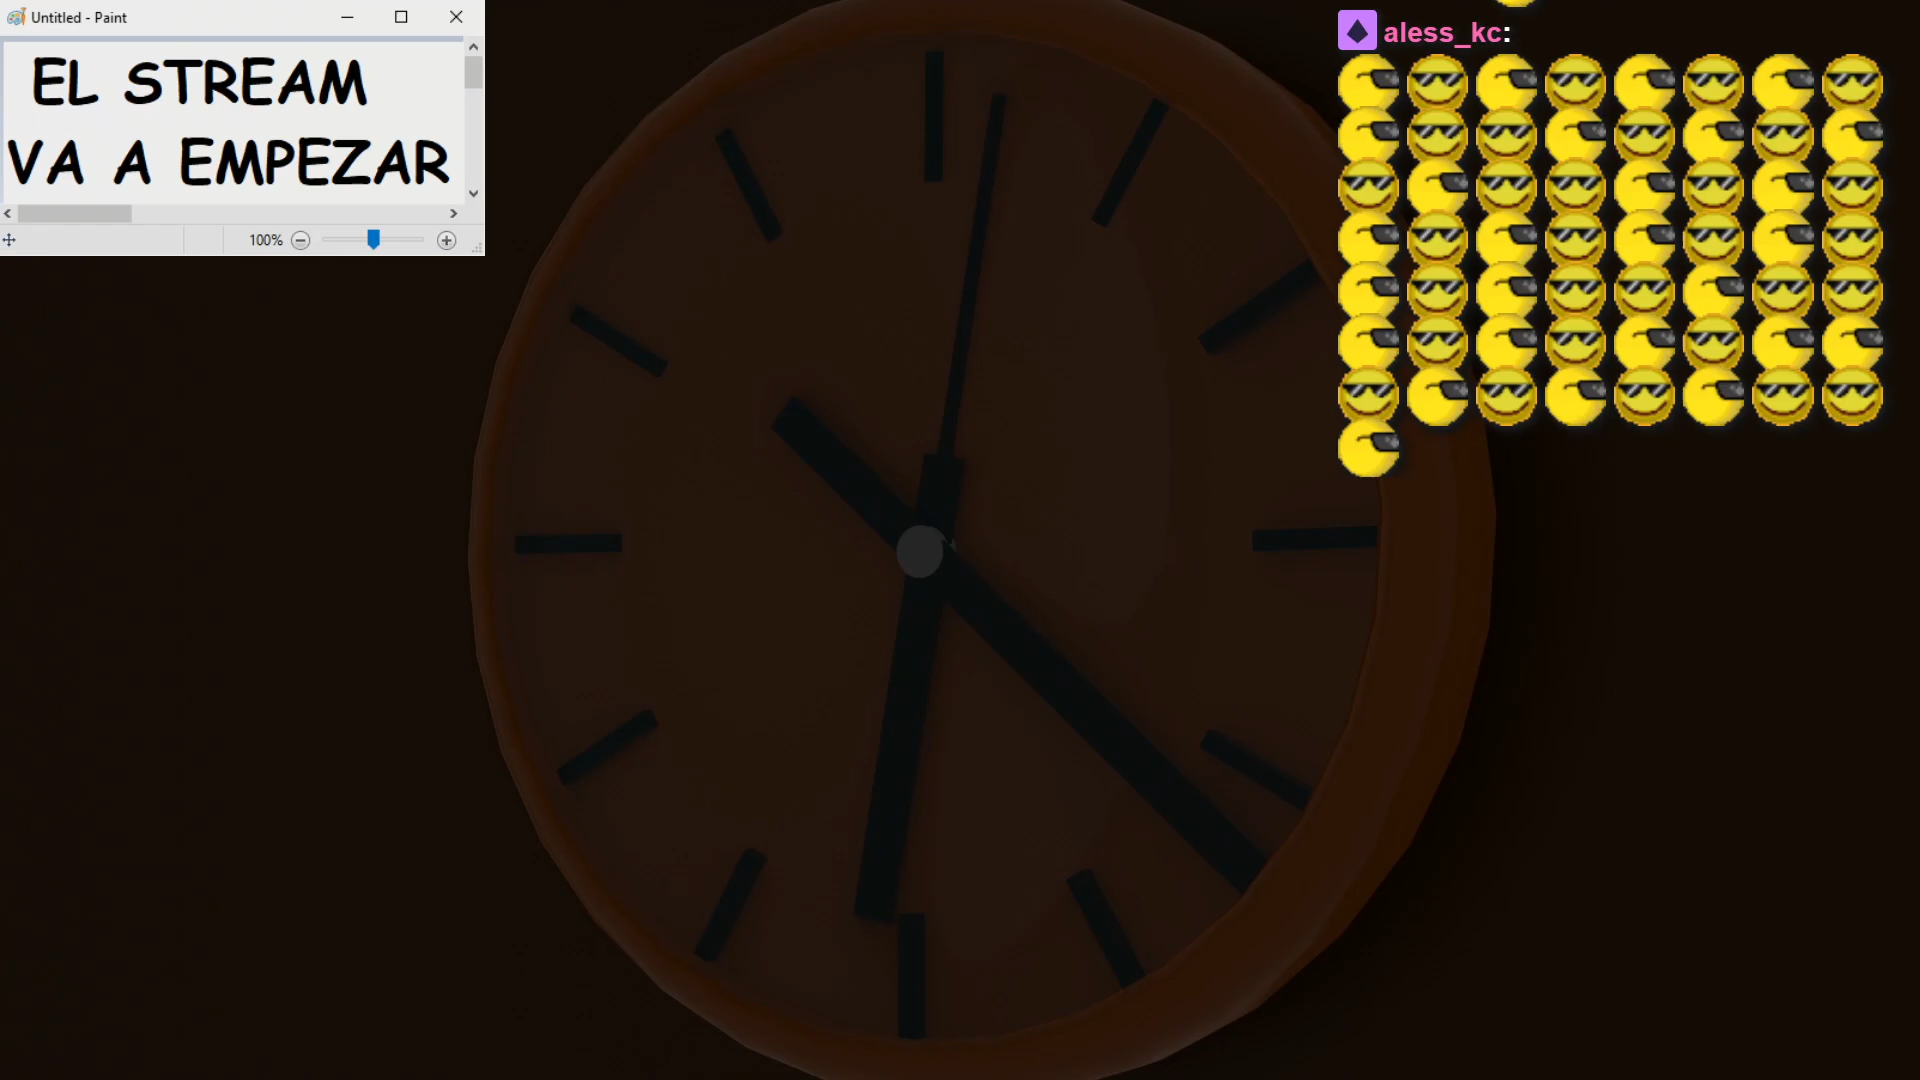 Untitled - Paint
EL STREAM
VA A EMPEZAR
100%
aless_kc: